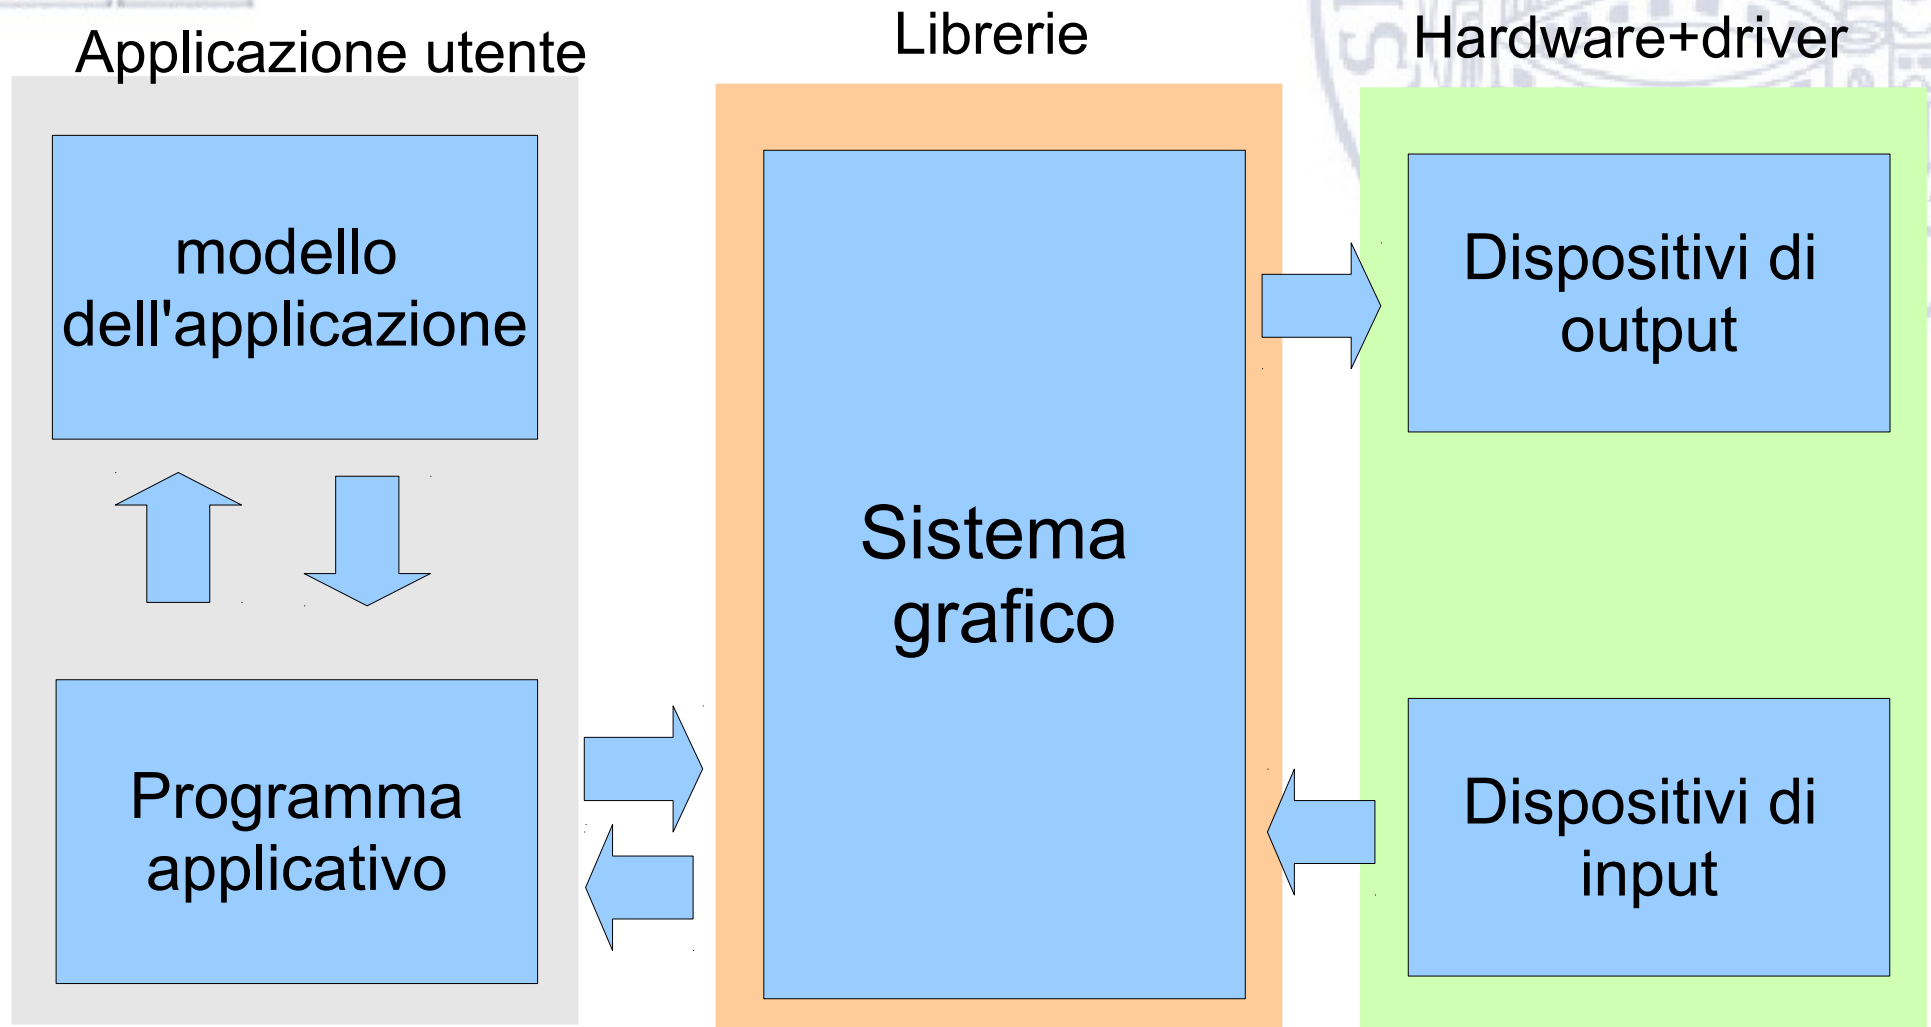 Applicazione utente
Librerie
Hardware+driver
modello
dell'applicazione
Programma
applicativo
Sistema
grafico
Dispositivi di
output
Dispositivi di
input